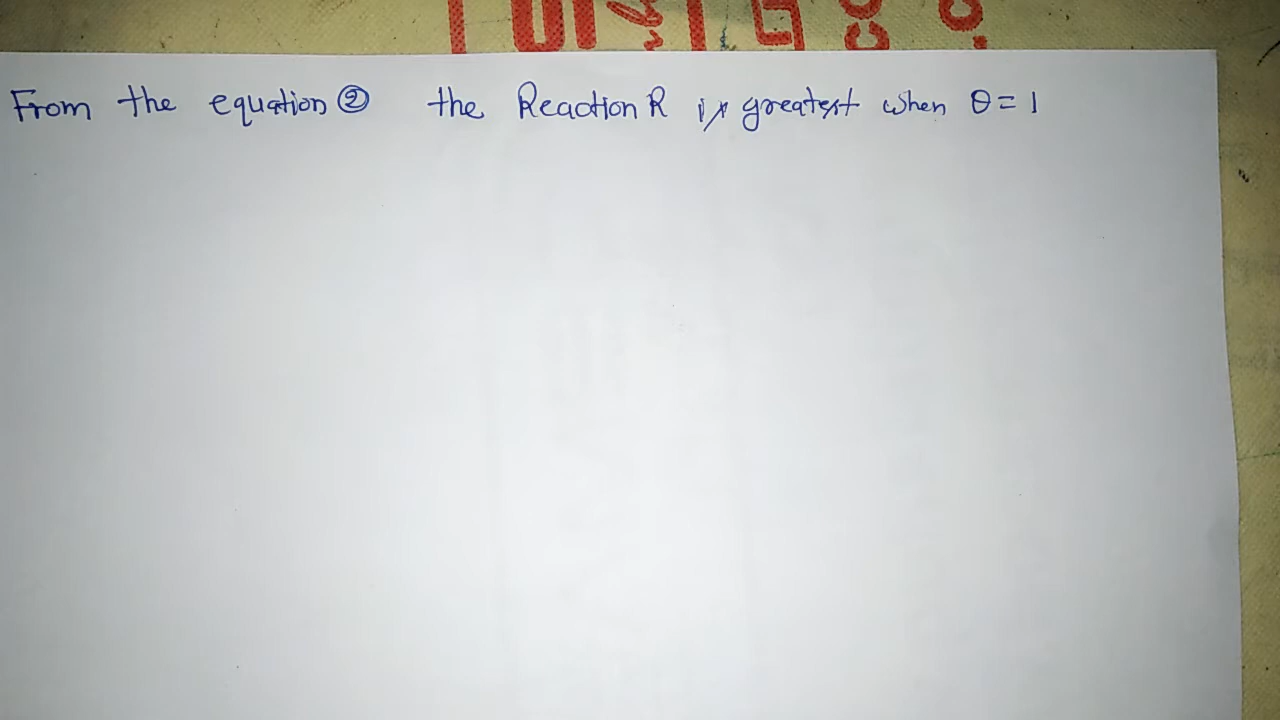 From the equation ② the Reaction R is greatest when θ = 1